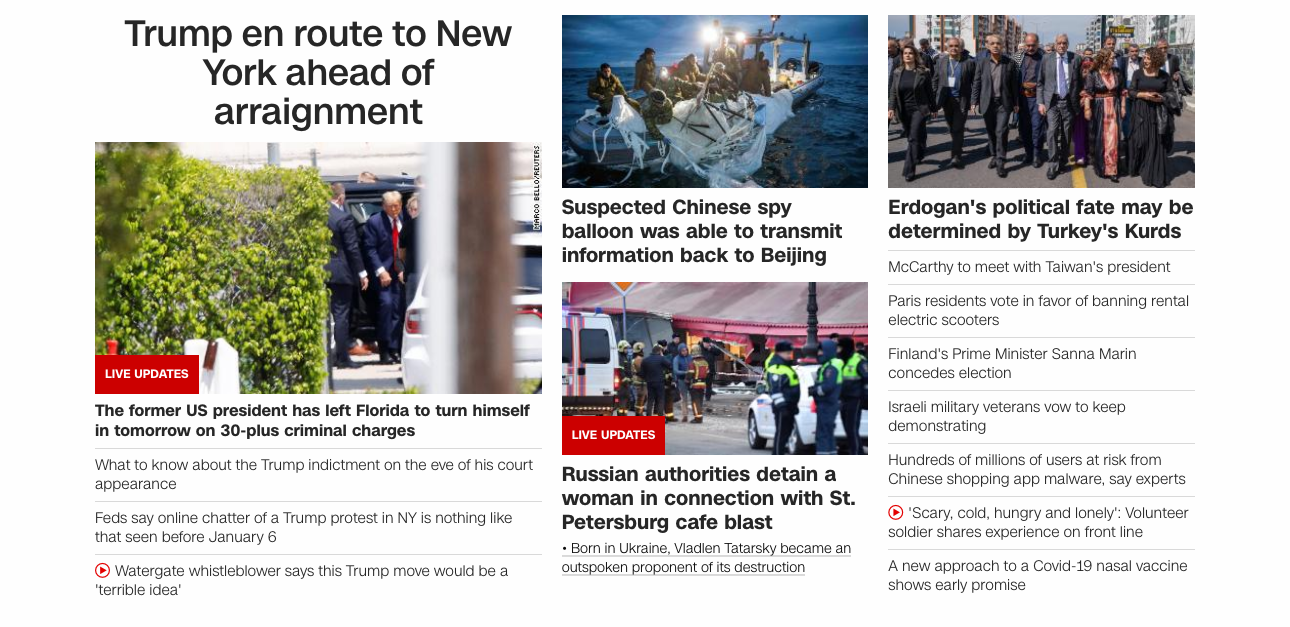 Trump en route to New
York ahead of
arraignment
MARCO BELLO/REUTERS
LIVE UPDATES
The former US president has left Florida to turn himself
in tomorrow on 30-plus criminal charges
What to know about the Trump indictment on the eve of his court
appearance
Feds say online chatter of a Trump protest in NY is nothing like
that seen before January 6
Watergate whistleblower says this Trump move would be a
'terrible idea'
Suspected Chinese spy
balloon was able to transmit
information back to Beijing
LIVE UPDATES
Russian authorities detain a
woman in connection with St.
Petersburg cafe blast
• Born in Ukraine, Vladlen Tatarsky became an
outspoken proponent of its destruction
Erdogan's political fate may be
determined by Turkey's Kurds
McCarthy to meet with Taiwan's president
Paris residents vote in favor of banning rental
electric scooters
Finland's Prime Minister Sanna Marin
concedes election
Israeli military veterans vow to keep
demonstrating
Hundreds of millions of users at risk from
Chinese shopping app malware, say experts
'Scary, cold, hungry and lonely': Volunteer
soldier shares experience on front line
A new approach to a Covid-19 nasal vaccine
shows early promise